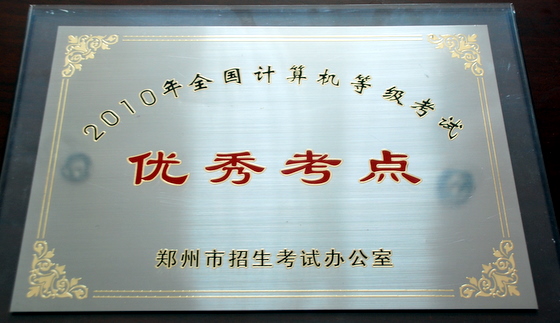 2010年全国计算机等级考试
优秀考点
郑州市招生考试办公室